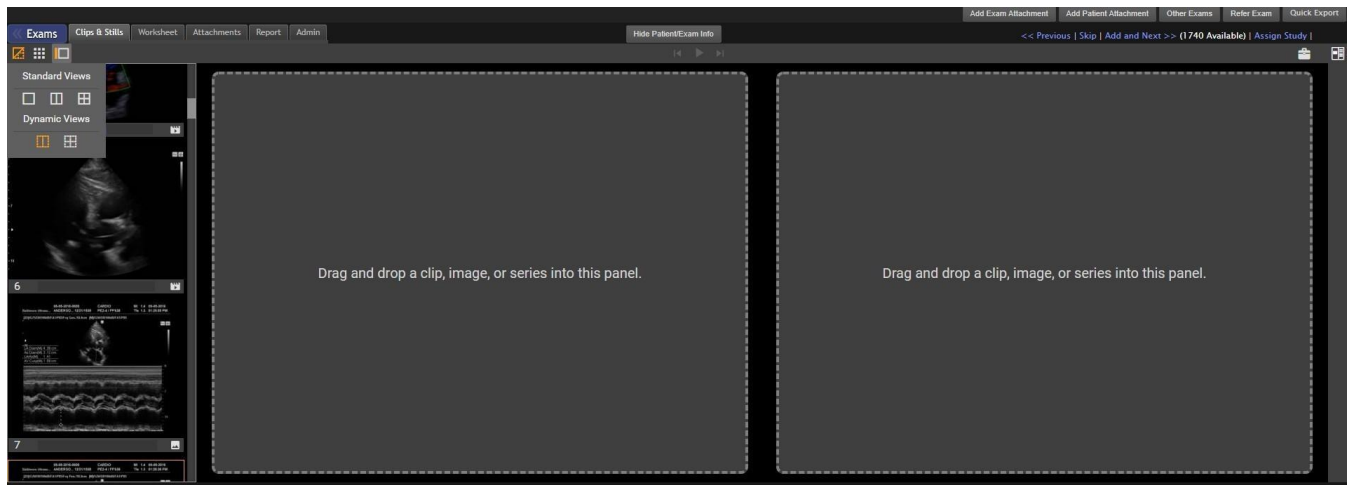 Add Exam Attachment Add Patient Attachment Other Exams Refer Exam Quick Export
Exams Clips & Stills Worksheet Attachments Report Admin Hide Patient/Exam Info << Previous | Skip | Add and Next >> (1740 Available) | Assign Study |
Standard Views
Dynamic Views
6
7
Drag and drop a clip, image, or series into this panel.
Drag and drop a clip, image, or series into this panel.